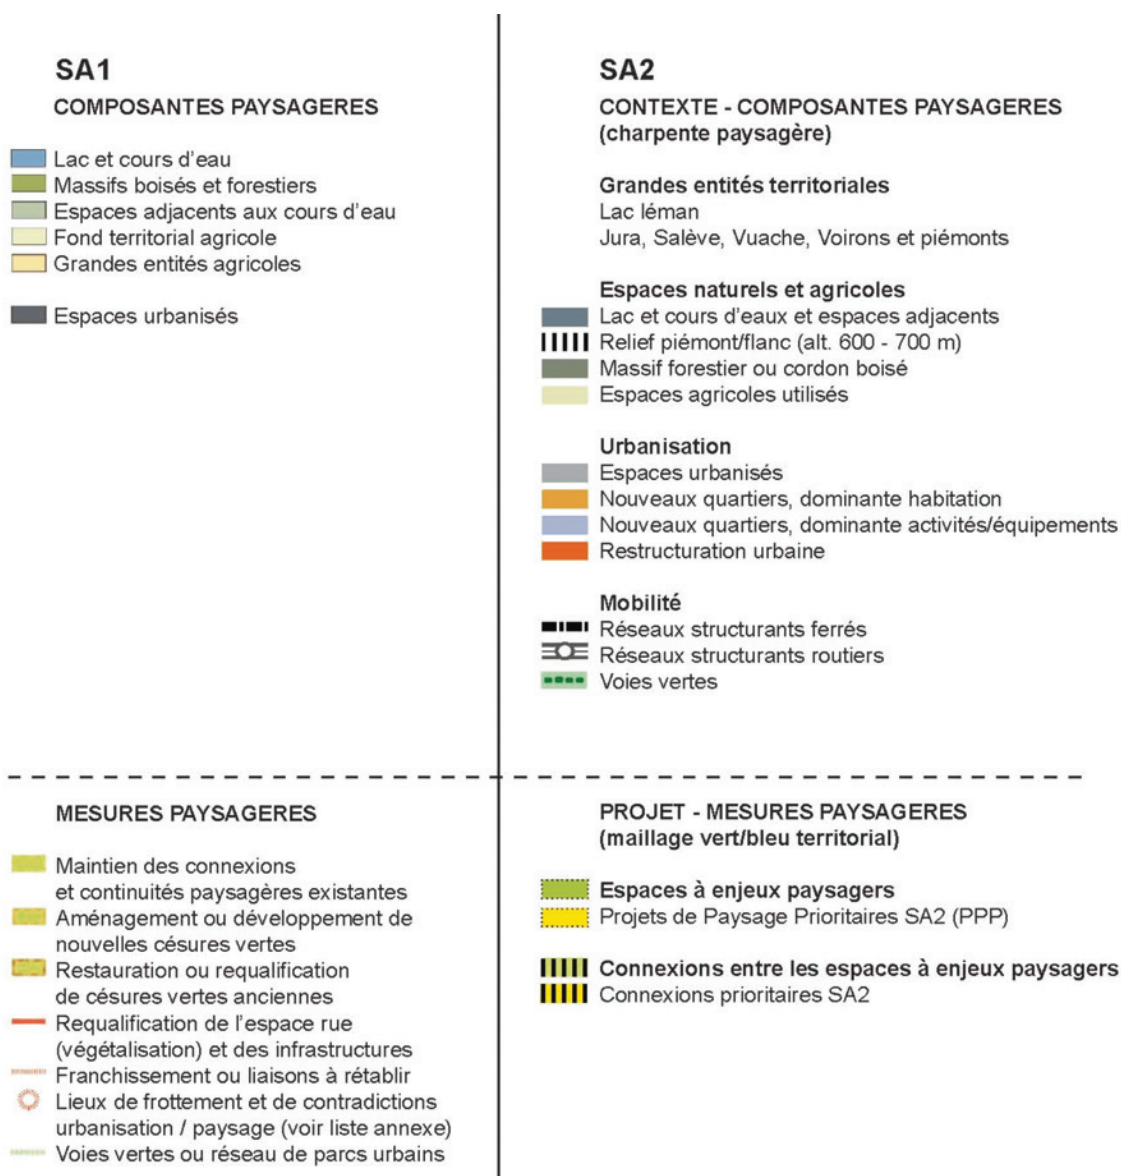 SA1
COMPOSANTES PAYSAGERES
Lac et cours d'eau
Massifs boisés et forestiers
Espaces adjacents aux cours d'eau
Fond territorial agricole
Grandes entités agricoles
Espaces urbanisés
SA2
CONTEXTE - COMPOSANTES PAYSAGERES
(charpente paysagère)
Grandes entités territoriales
Lac léman
Jura, Salève, Vuache, Voirons et piémonts
Espaces naturels et agricoles
Lac et cours d'eaux et espaces adjacents
Relief piémont/flanc (alt. 600 - 700 m)
Massif forestier ou cordon boisé
Espaces agricoles utilisés
Urbanisation
Espaces urbanisés
Nouveaux quartiers, dominante habitation
Nouveaux quartiers, dominante activités/équipements
Restructuration urbaine
Mobilité
Réseaux structurants ferrés
Réseaux structurants routiers
Voies vertes
MESURES PAYSAGERES
Maintien des connexions
et continuités paysagères existantes
Aménagement ou développement de
nouvelles césures vertes
Restauration ou requalification
de césures vertes anciennes
Requalification de l'espace rue
(végétalisation) et des infrastructures
Franchissement ou liaisons à rétablir
Lieux de frottement et de contradictions
urbanisation / paysage (voir liste annexe)
Voies vertes ou réseau de parcs urbains
PROJET - MESURES PAYSAGERES
(maillage vert/bleu territorial)
Espaces à enjeux paysagers
Projets de Paysage Prioritaires SA2 (PPP)
Connexions entre les espaces à enjeux paysagers
Connexions prioritaires SA2